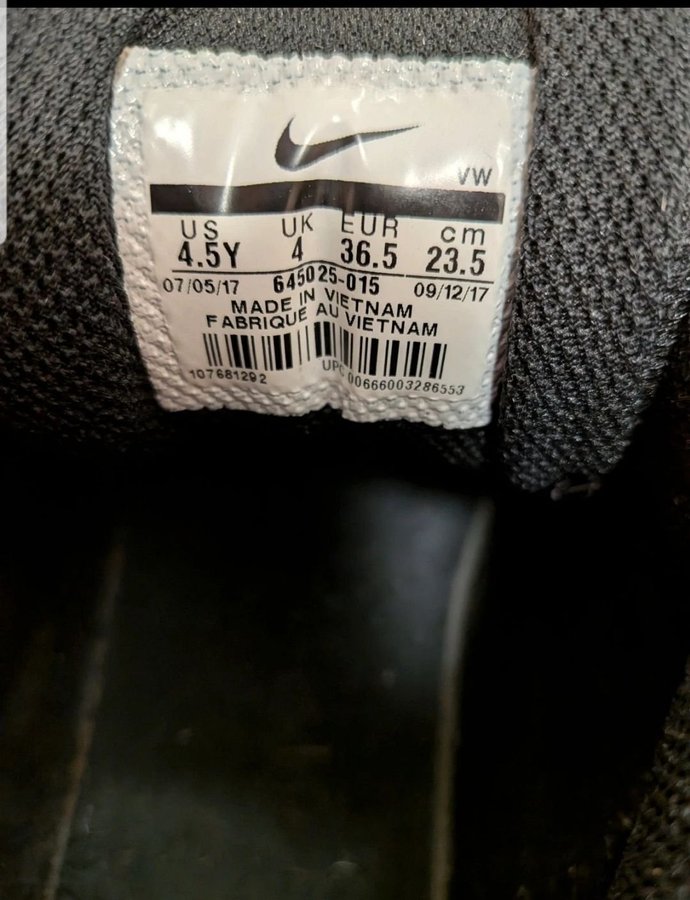 VW
US UK EUR cm
4.5Y 4 36.5 23.5
07/05/17 645025-015 09/12/17
MADE IN VIETNAM
FABRIQUE AU VIETNAM
107681292 UPC 00666003286553